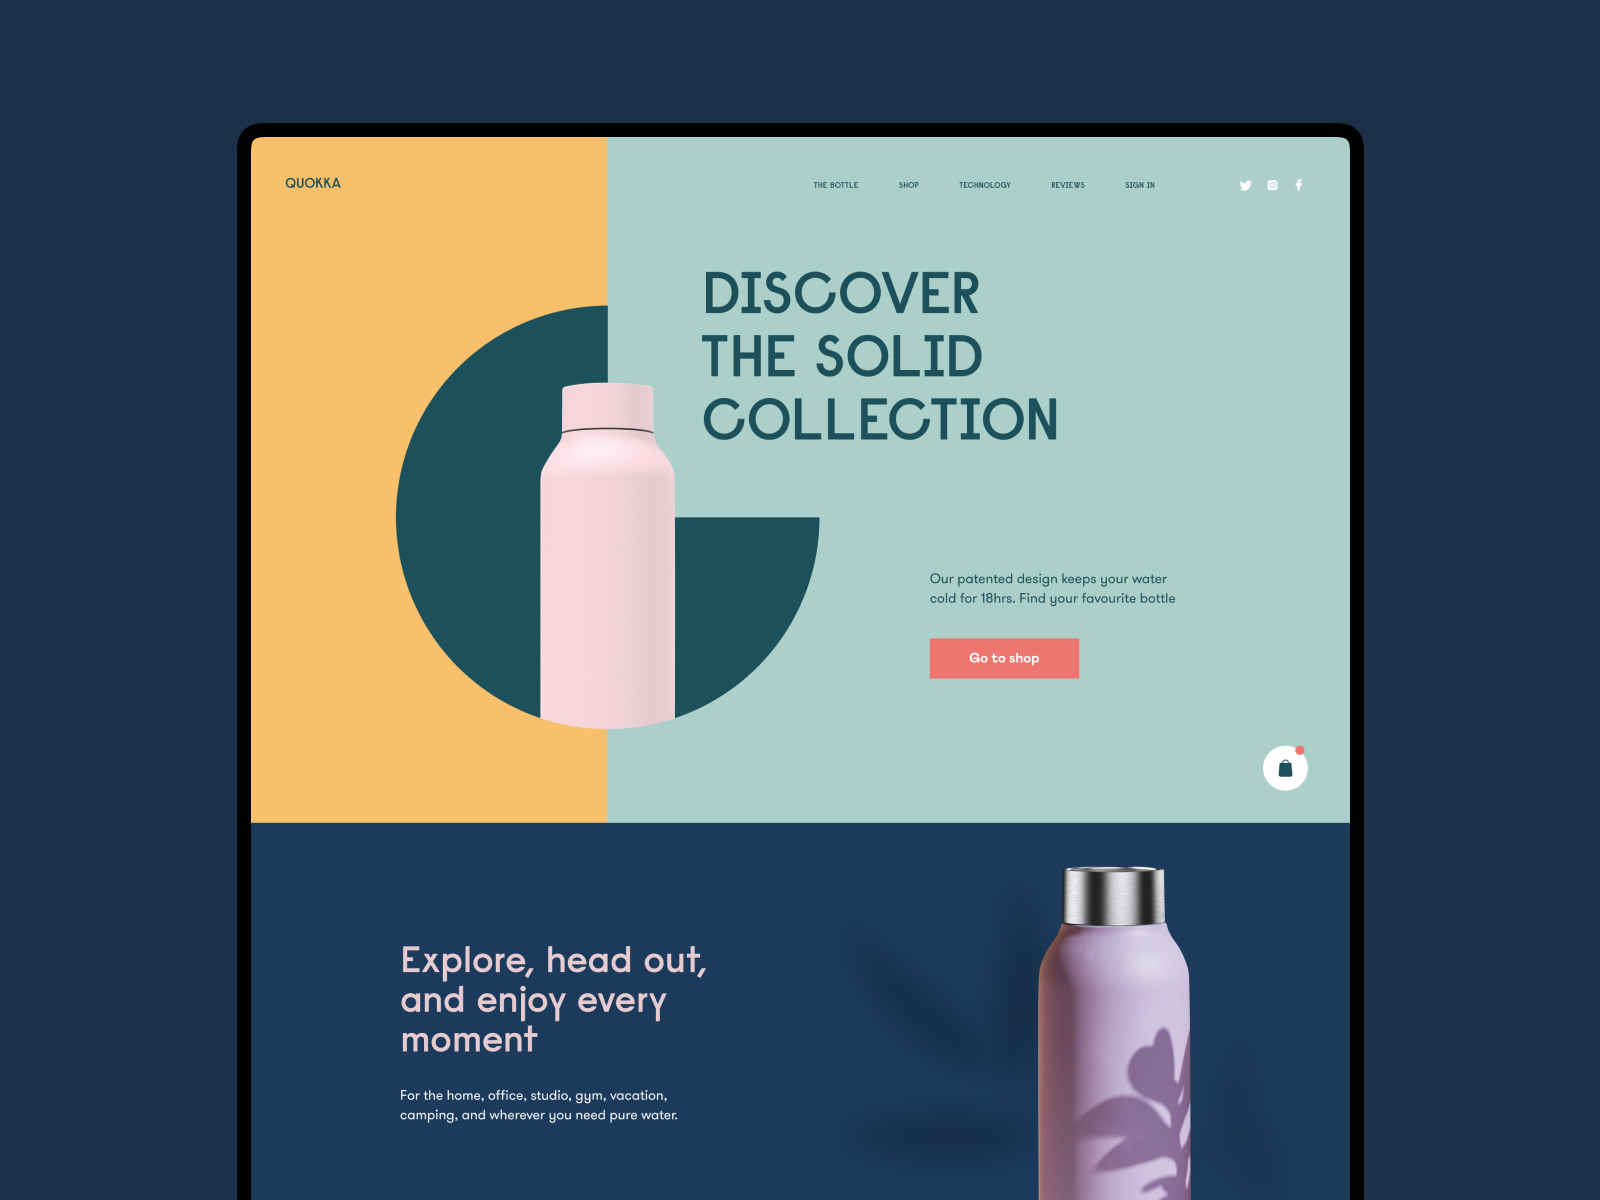 QUOKKA
THE BOTTLE
SHOP
TECHNOLOGY
REVIEWS
SIGN IN
DISCOVER
THE SOLID
COLLECTION
Our patented design keeps your water
cold for 18hrs. Find your favourite bottle
Go to shop
Explore, head out,
and enjoy every
moment
For the home, office, studio, gym, vacation,
camping, and wherever you need pure water.